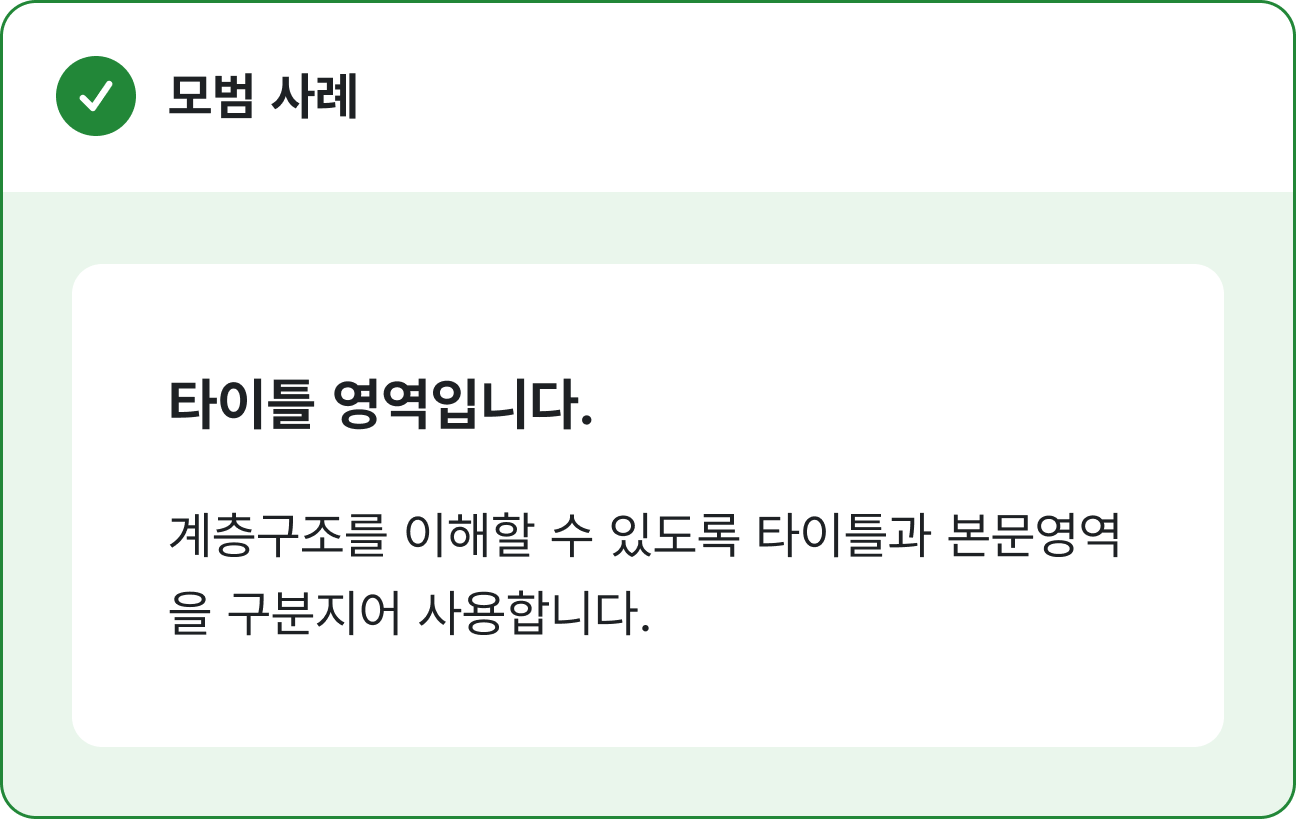 모범 사례
타이틀 영역입니다.
계층구조를 이해할 수 있도록 타이틀과 본문영역
을 구분지어 사용합니다.